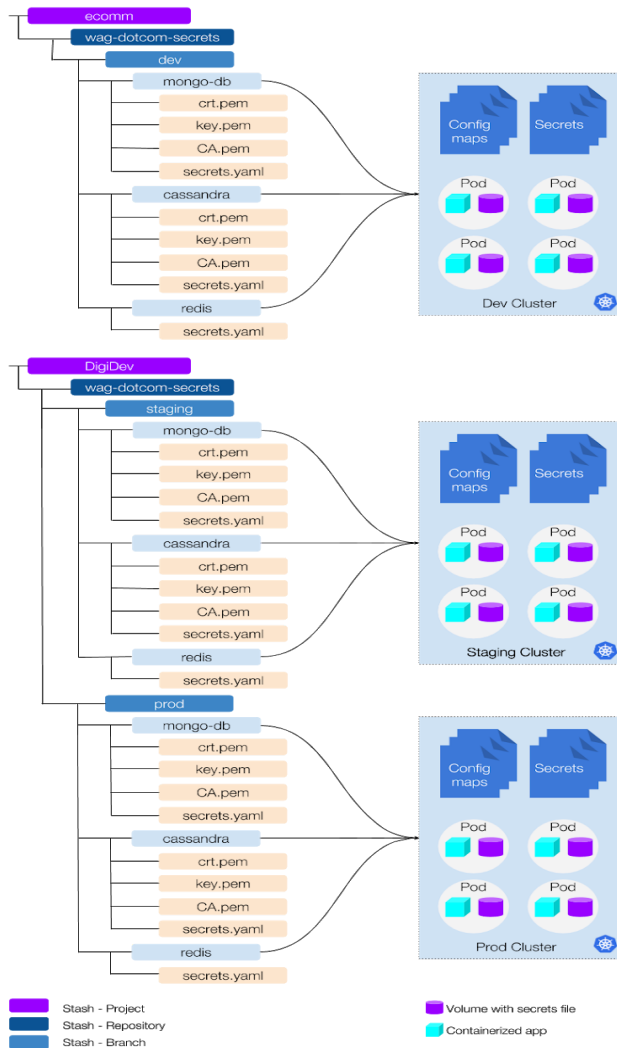 ecomm
wag-dotcom-secrets
dev
mongo-db
crt.pem
key.pem
CA.pem
secrets.yaml
cassandra
crt.pem
key.pem
CA.pem
secrets.yaml
redis
secrets.yaml
Config
maps
Secrets
Pod
Pod
Pod
Pod
Dev Cluster
DigiDev
wag-dotcom-secrets
staging
mongo-db
crt.pem
key.pem
CA.pem
secrets.yaml
cassandra
crt.pem
key.pem
CA.pem
secrets.yaml
redis
secrets.yaml
Config
maps
Secrets
Pod
Pod
Pod
Pod
Staging Cluster
prod
mongo-db
crt.pem
key.pem
CA.pem
secrets.yaml
cassandra
crt.pem
key.pem
CA.pem
secrets.yaml
redis
secrets.yaml
Config
maps
Secrets
Pod
Pod
Pod
Pod
Prod Cluster
Stash - Project
Stash - Repository
Stash - Branch
Volume with secrets file
Containerized app